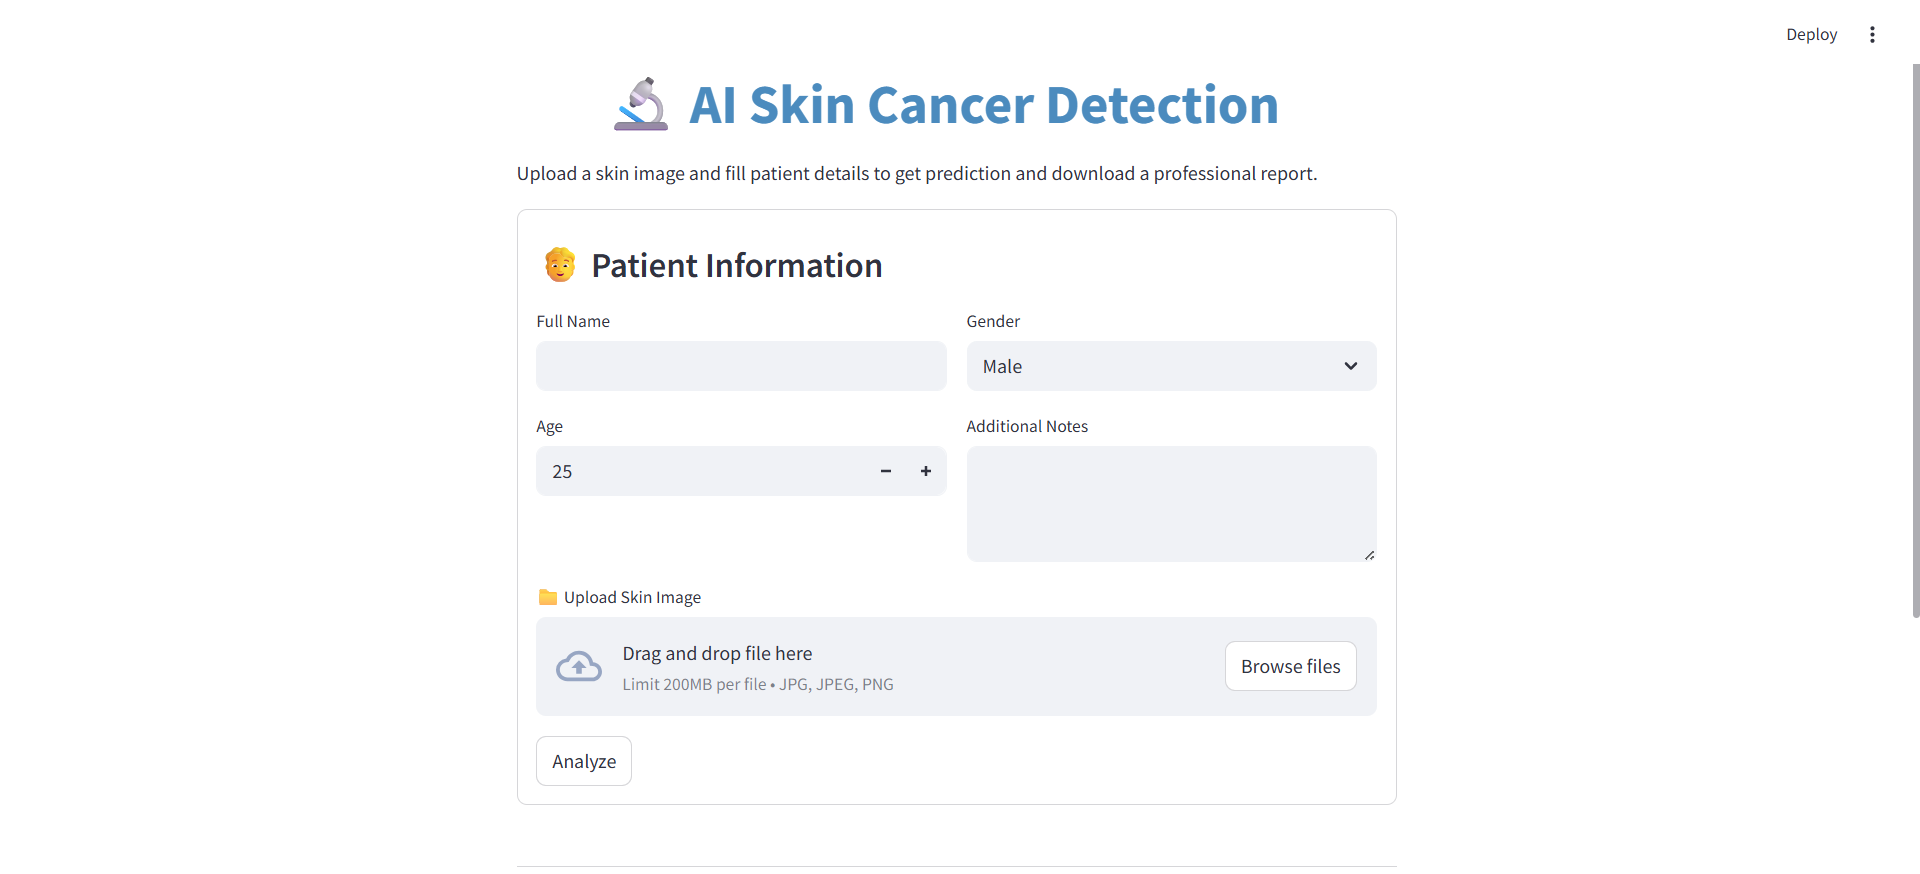 Deploy
AI Skin Cancer Detection
Upload a skin image and fill patient details to get prediction and download a professional report.
Patient Information
Full Name
Gender
Male
Age
Additional Notes
25
Upload Skin Image
Drag and drop file here
Limit 200MB per file • JPG, JPEG, PNG
Browse files
Analyze